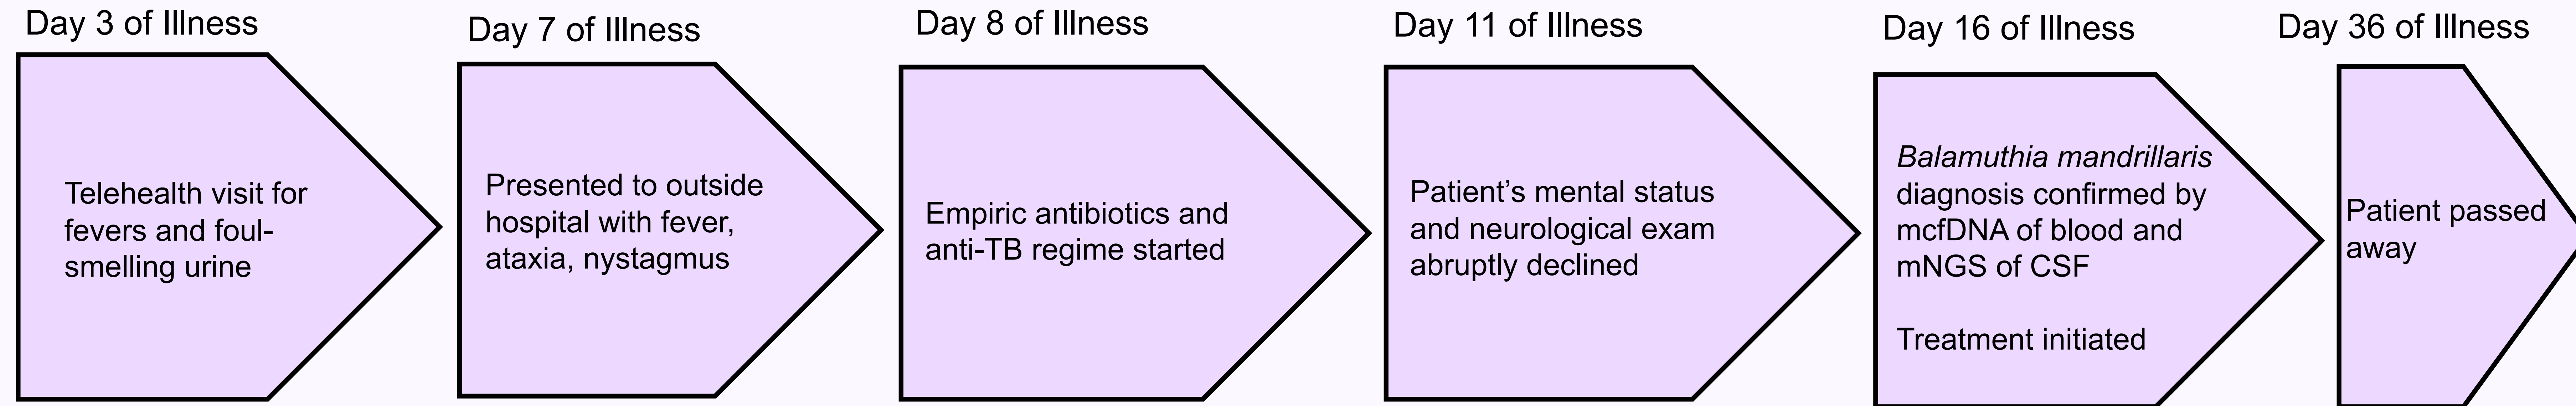 Day 3 of Illness
Telehealth visit for
fevers and foul-
smelling urine
Day 7 of Illness
Presented to outside
hospital with fever,
ataxia, nystagmus
Day 8 of Illness
Empiric antibiotics and
anti-TB regime started
Day 11 of Illness
Patient’s mental status
and neurological exam
abruptly declined
Day 16 of Illness
Balamuthia mandrillaris
diagnosis confirmed by
mcfDNA of blood and
mNGS of CSF
Treatment initiated
Day 36 of Illness
Patient passed
away